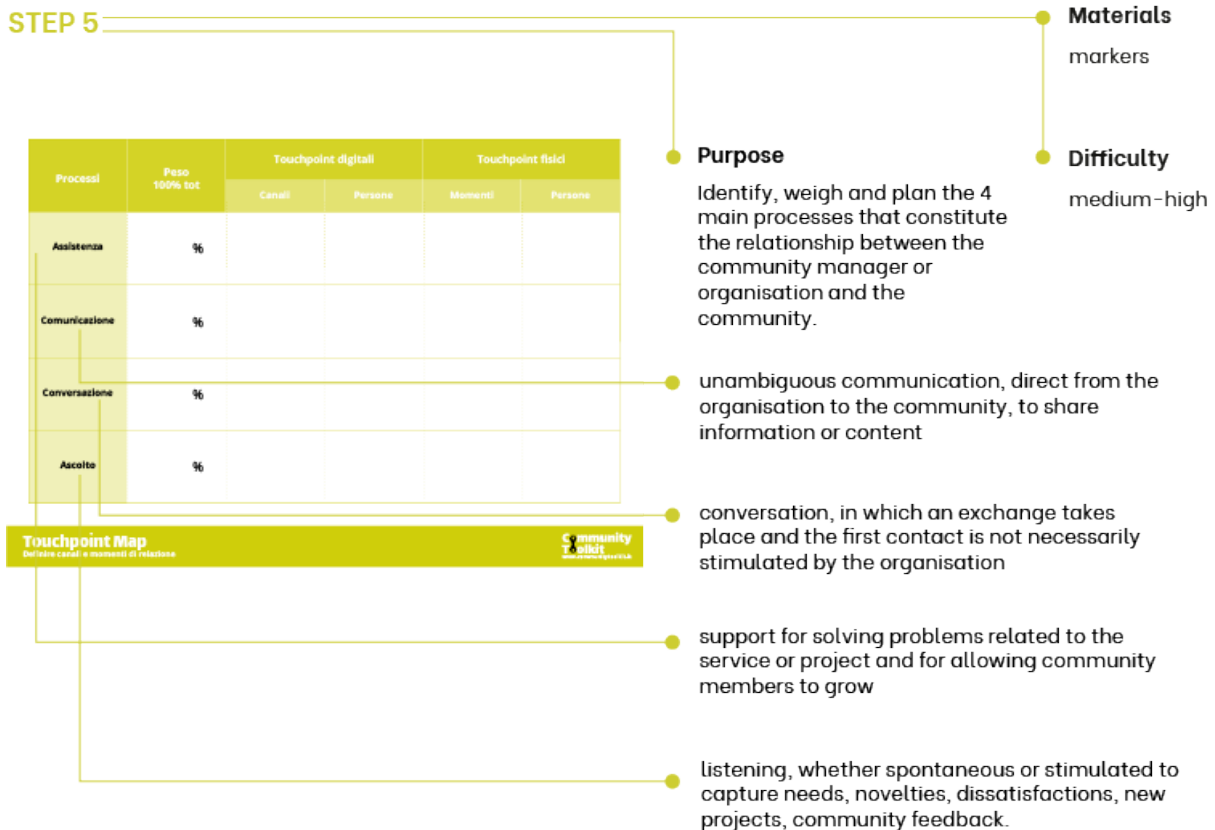 STEP 5
Materials
markers
Difficulty
medium-high
Purpose
Identify, weigh and plan the 4
main processes that constitute
the relationship between the
community manager or
organisation and the
community.
Processi
Peso
100% tot
Touchpoint digitali
Touchpoint fisici
Canali
Persone
Momenti
Persone
Assistenza
%
Comunicazione
%
Conversazione
%
Ascolto
%
Touchpoint Map
Definire canali e momenti di relazione
Community
Toolkit
unambiguous communication, direct from the
organisation to the community, to share
information or content
conversation, in which an exchange takes
place and the first contact is not necessarily
stimulated by the organisation
support for solving problems related to the
service or project and for allowing community
members to grow
listening, whether spontaneous or stimulated to
capture needs, novelties, dissatisfactions, new
projects, community feedback.